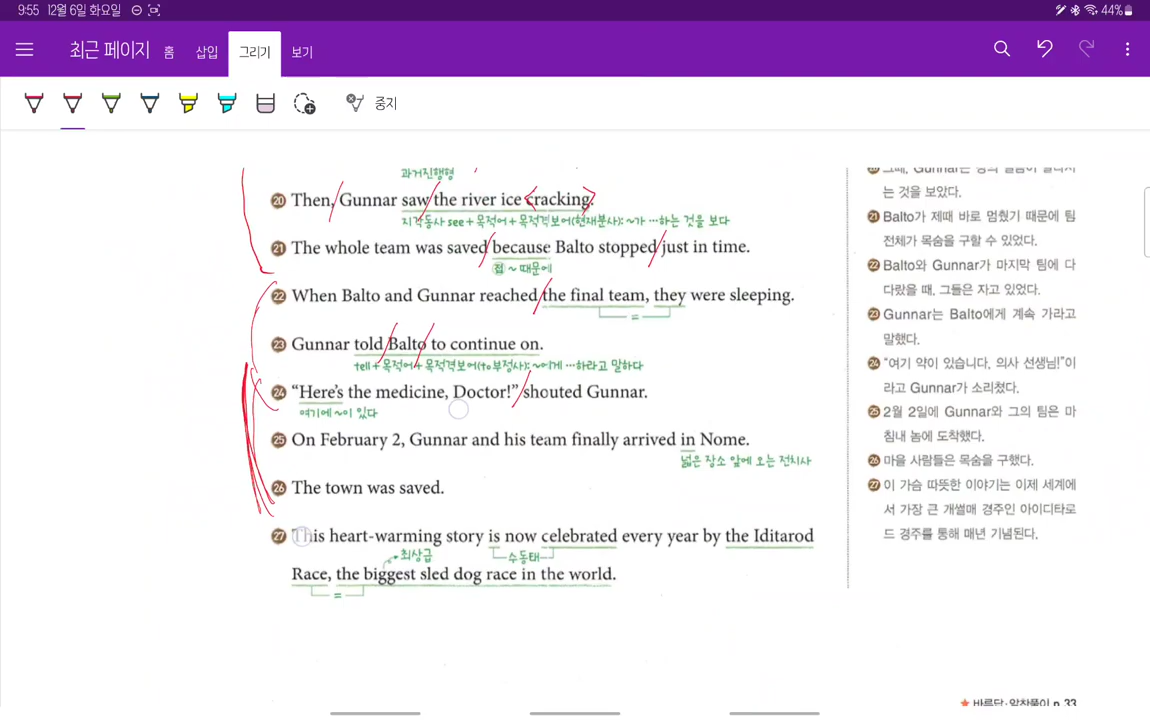 9:55 12월 6일 화요일
44%
최근 페이지 홈 삽입 그리기 보기
중지
과거진행형
⑳ Then, Gunnar saw the river ice cracking.
지각동사 see + 목적어 + 목적격보어(현재분사): ~가 …하는 것을 보다
㉑ The whole team was saved because Balto stopped just in time.
접 ~ 때문에
㉒ When Balto and Gunnar reached the final team, they were sleeping.
=
㉓ Gunnar told Balto to continue on.
tell + 목적어 + 목적격보어(to부정사): ~에게 …하라고 말하다
㉔ “Here’s the medicine, Doctor!” shouted Gunnar.
여기에 ~이 있다
㉕ On February 2, Gunnar and his team finally arrived in Nome.
넓은 장소 앞에 오는 전치사
㉖ The town was saved.
㉗ This heart-warming story is now celebrated every year by the Iditarod
최상급 수동태
Race, the biggest sled dog race in the world.
=
⑳ Gunnar는
는 것을 보았다.
㉑ Balto가 제때 바로 멈췄기 때문에 팀
전체가 목숨을 구할 수 있었다.
㉒ Balto와 Gunnar가 마지막 팀에 다
다랐을 때, 그들은 자고 있었다.
㉓ Gunnar는 Balto에게 계속 가라고
말했다.
㉔ “여기 약이 있습니다, 의사 선생님!”이
라고 Gunnar가 소리쳤다.
㉕ 2월 2일에 Gunnar와 그의 팀은 마
침내 놈에 도착했다.
㉖ 마을 사람들은 목숨을 구했다.
㉗ 이 가슴 따뜻한 이야기는 이제 세계에
서 가장 큰 개썰매 경주인 아이디타로
드 경주를 통해 매년 기념된다.
★ 바른답·알찬풀이 p.33